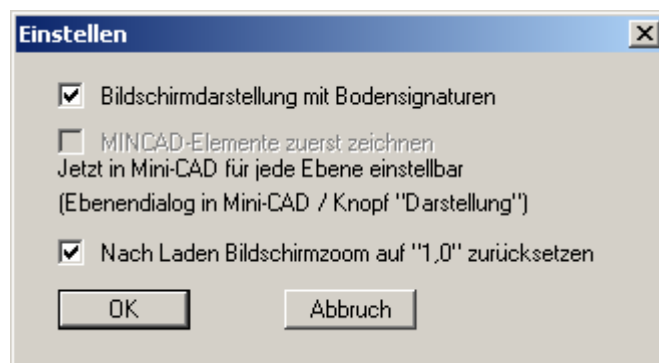 Einstellen
Bildschirmdarstellung mit Bodensignaturen
MINCAD-Elemente zuerst zeichnen
Jetzt in Mini-CAD für jede Ebene einstellbar
(Ebenendialog in Mini-CAD / Knopf "Darstellung")
Nach Laden Bildschirmzoom auf "1,0" zurücksetzen
OK Abbruch